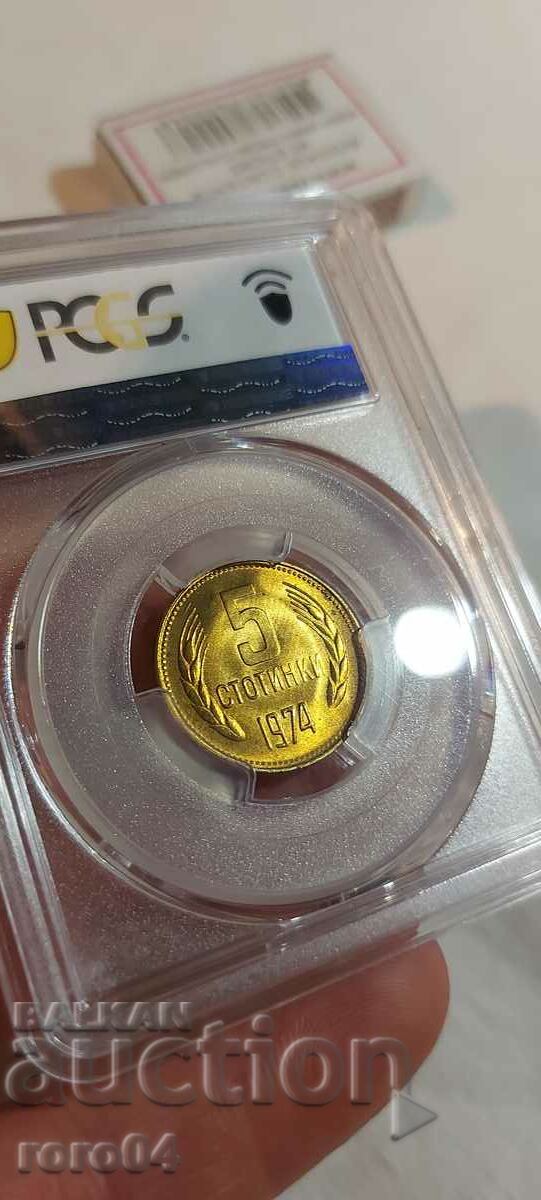 PCGS
5
СТОТИНКИ
1974
BALKAN
auction
roro04